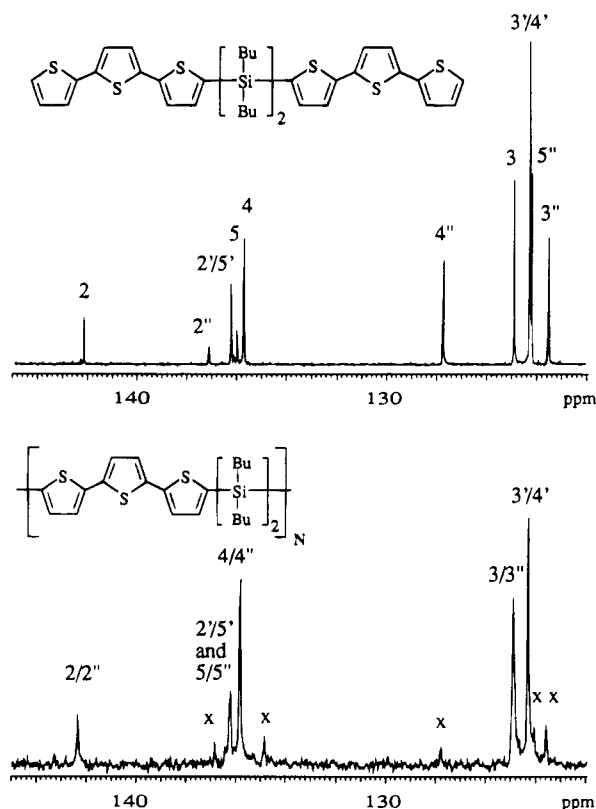 3'/4'
Bu
S S S Si S S S
Bu 2
3
5"
4
3"
5
4"
2'/5'
2
2"
140 130 ppm
Bu
S S S Si
Bu 2
N
3'/4'
4/4"
3/3"
2'/5'
and
5/5"
2/2"
x x x x x
140 130 ppm